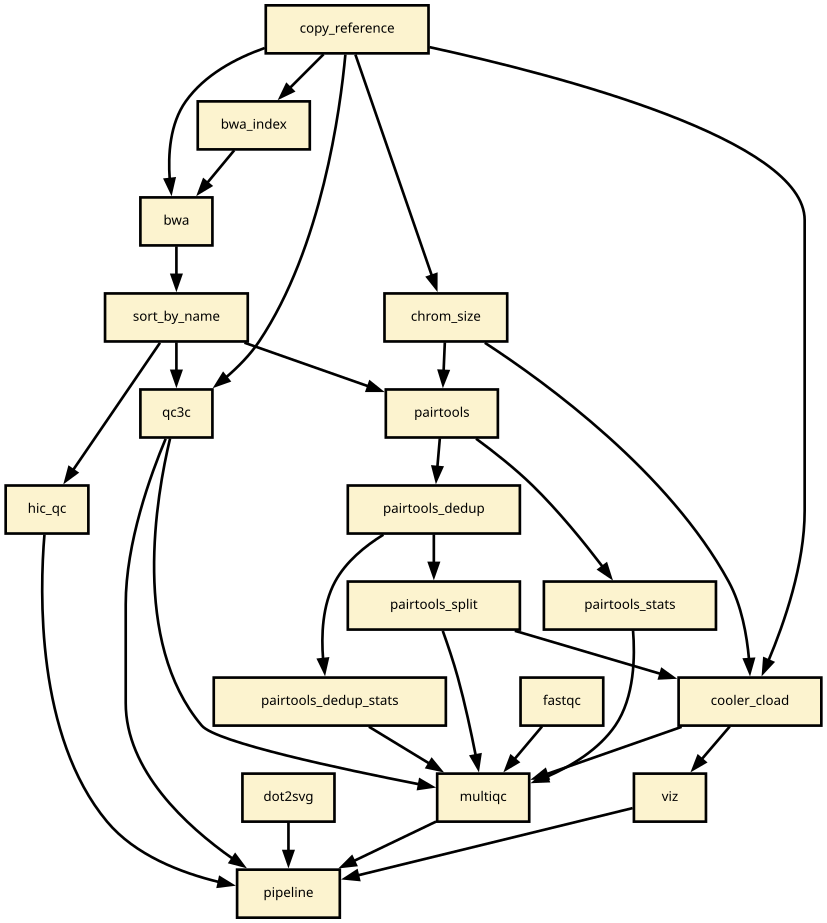 copy_reference
bwa_index
bwa
sort_by_name
chrom_size
qc3c
pairtools
hic_qc
pairtools_dedup
pairtools_split
pairtools_stats
pairtools_dedup_stats
fastqc
cooler_cload
dot2svg
multiqc
viz
pipeline